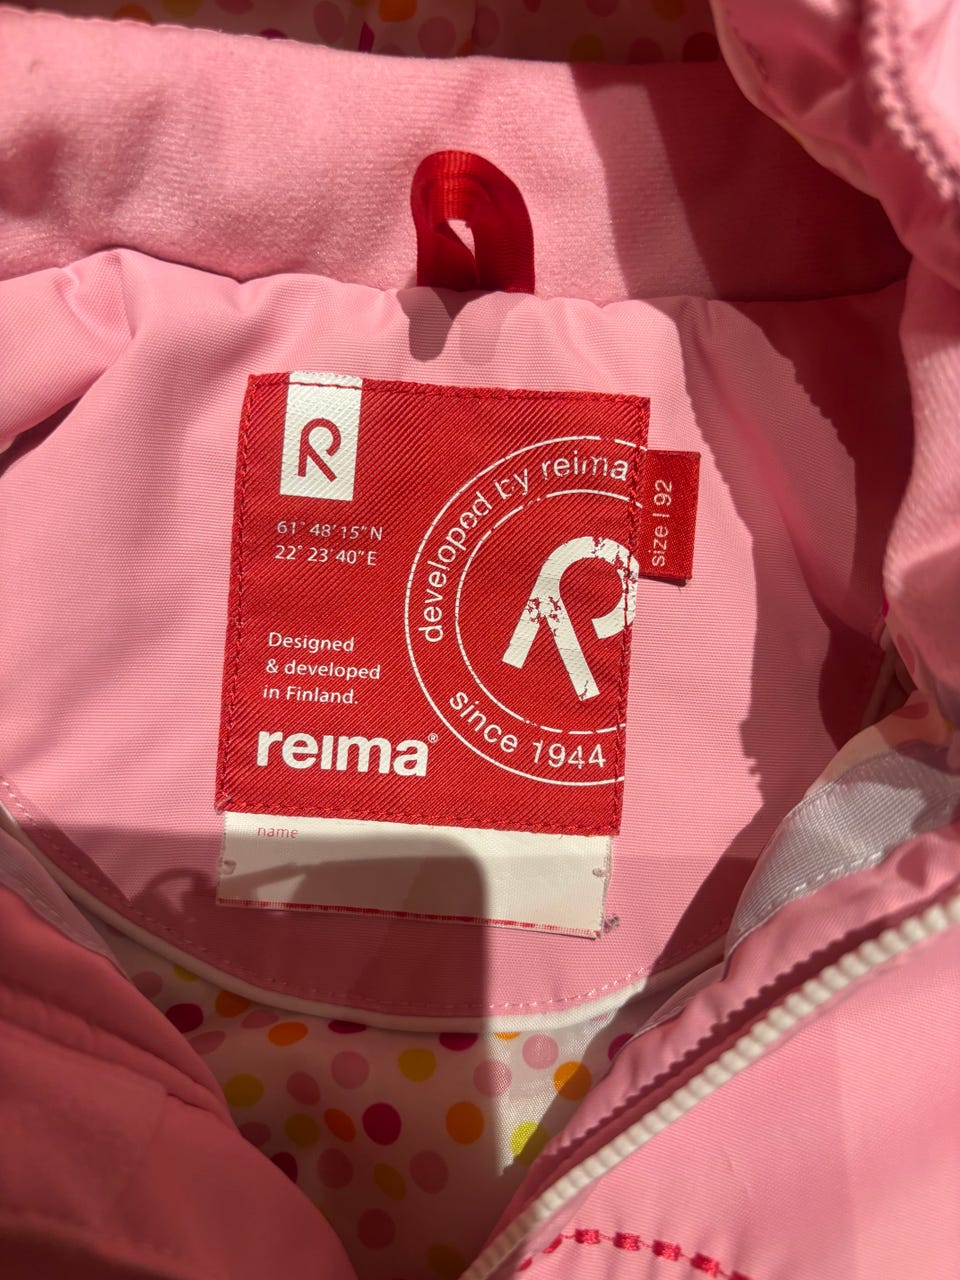 R
61° 48' 15" N
22° 23' 40" E
Designed
& developed
in Finland.
reima®
name
developed by reima
R
since 1944
size | 92